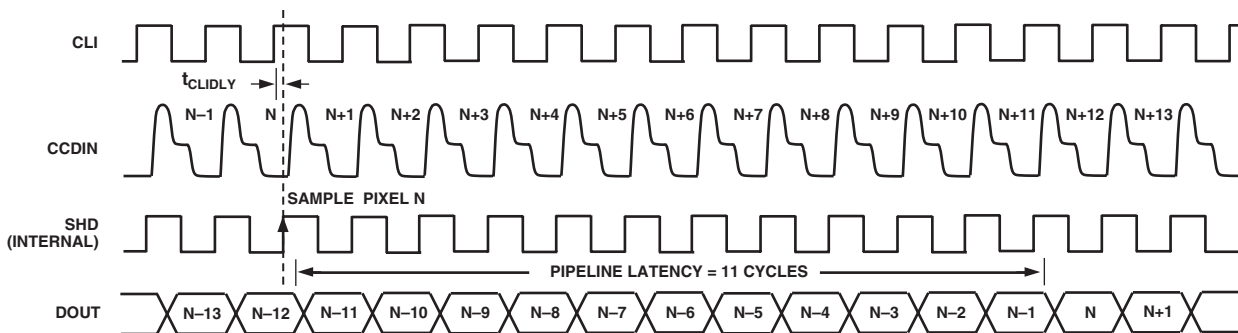 CLI
tCLIDLY
N–1 N N+1 N+2 N+3 N+4 N+5 N+6 N+7 N+8 N+9 N+10 N+11 N+12 N+13
CCDIN
SAMPLE PIXEL N
SHD
(INTERNAL)
PIPELINE LATENCY = 11 CYCLES
DOUT N–13 N–12 N–11 N–10 N–9 N–8 N–7 N–6 N–5 N–4 N–3 N–2 N–1 N N+1